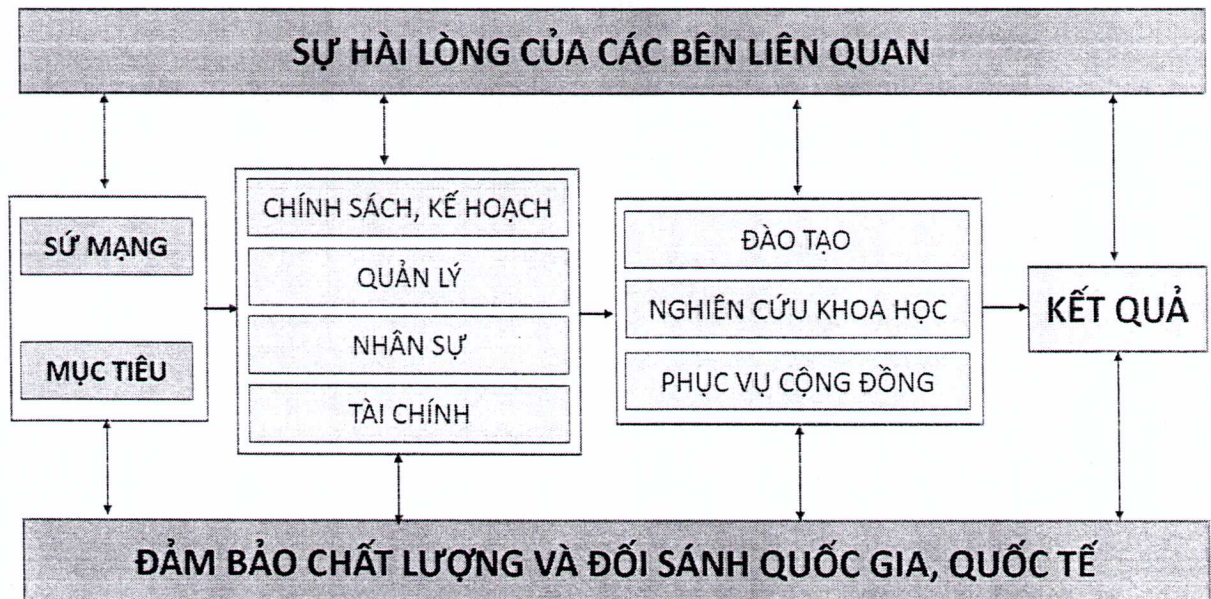 SỰ HÀI LÒNG CỦA CÁC BÊN LIÊN QUAN
SỨ MẠNG
MỤC TIÊU
CHÍNH SÁCH, KẾ HOẠCH
QUẢN LÝ
NHÂN SỰ
TÀI CHÍNH
ĐÀO TẠO
NGHIÊN CỨU KHOA HỌC
PHỤC VỤ CỘNG ĐỒNG
KẾT QUẢ
ĐẢM BẢO CHẤT LƯỢNG VÀ ĐỐI SÁNH QUỐC GIA, QUỐC TẾ